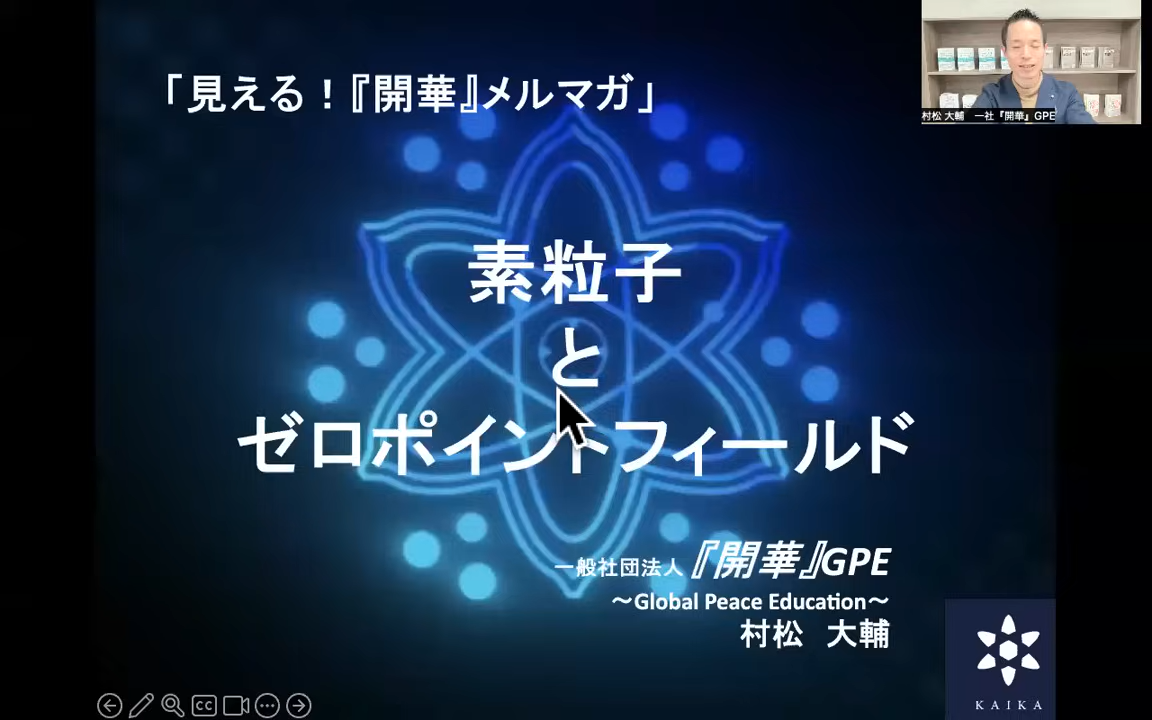 「見える！『開華』メルマガ」
村松 大輔　一社『開華』GPE
素粒子
と
ゼロポイントフィールド
一般社団法人『開華』GPE
～Global Peace Education～
村松　大輔
KAIKA
CC